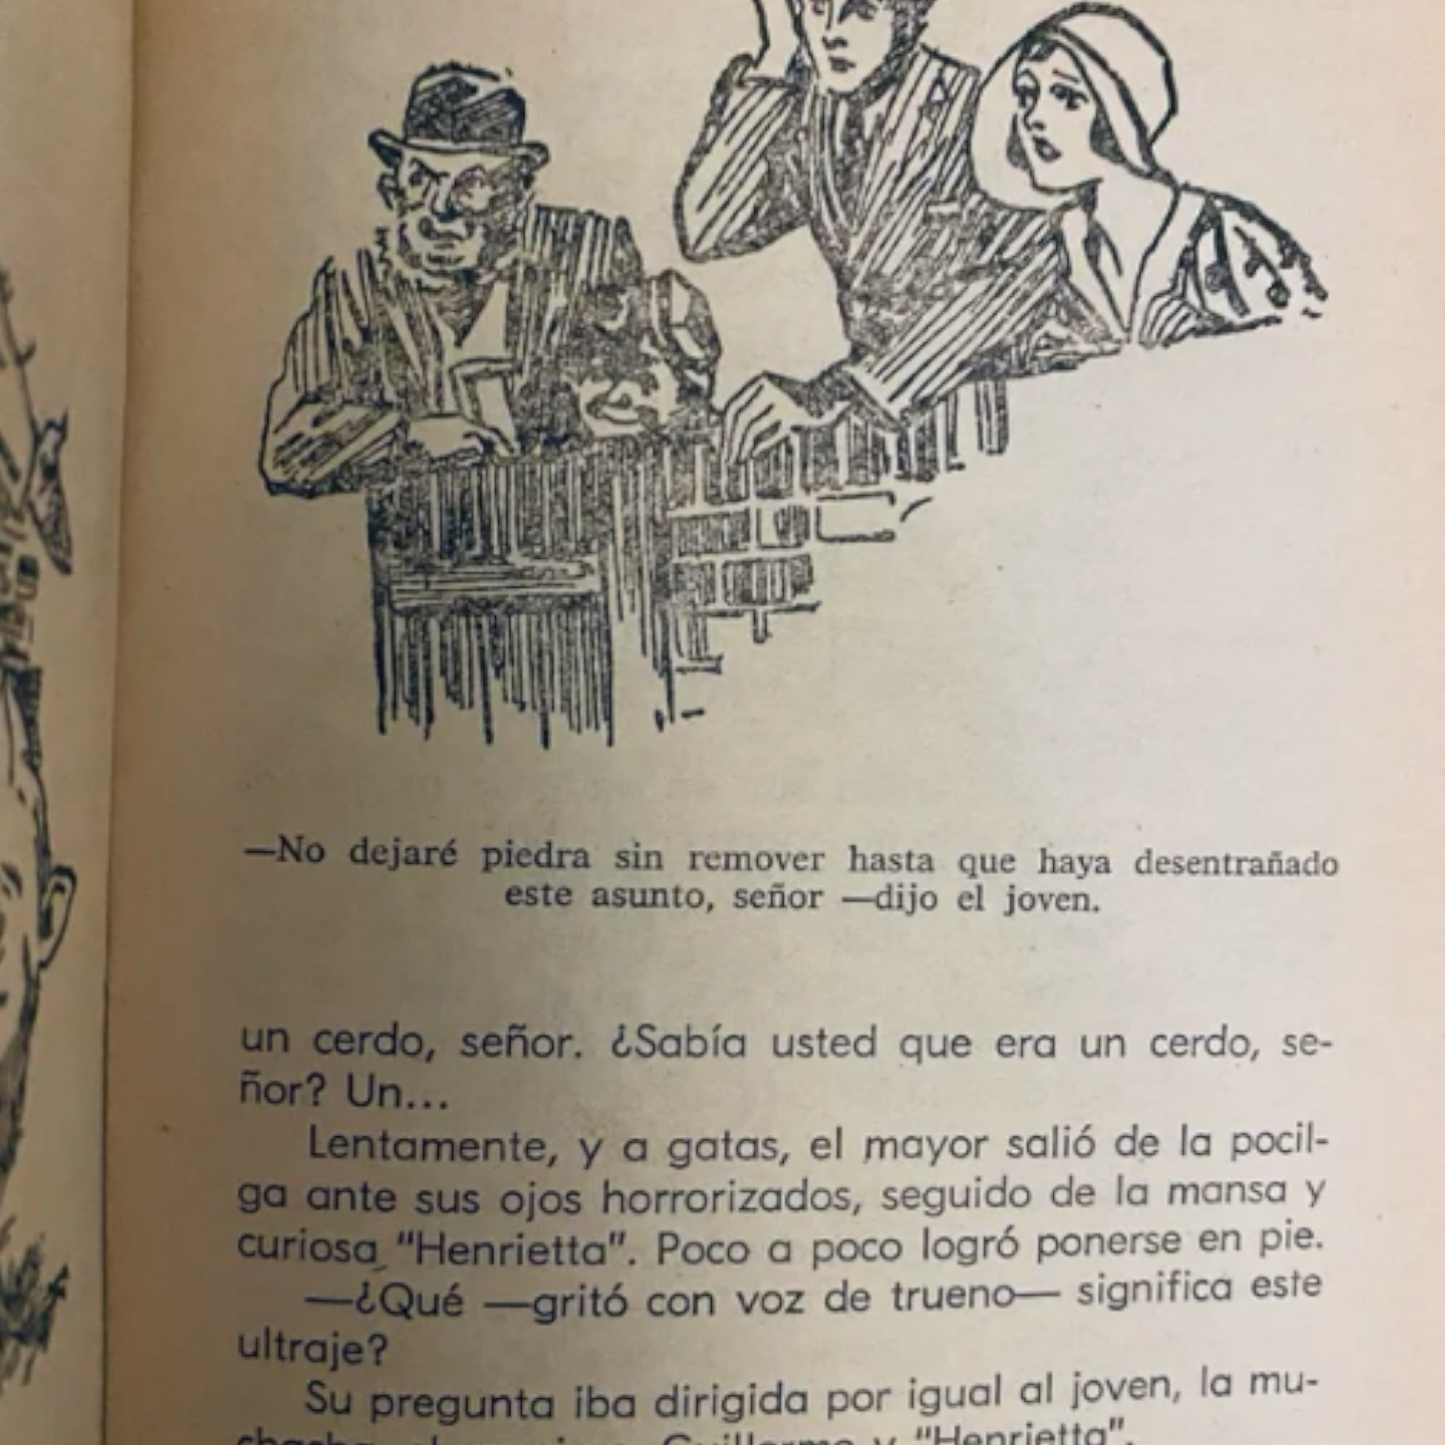 —No dejaré piedra sin remover hasta que haya desentrañado
este asunto, señor —dijo el joven.
un cerdo, señor. ¿Sabía usted que era un cerdo, se-
ñor? Un...
Lentamente, y a gatas, el mayor salió de la pocil-
ga ante sus ojos horrorizados, seguido de la mansa y
curiosa "Henrietta". Poco a poco logró ponerse en pie.
—¿Qué —gritó con voz de trueno— significa este
ultraje?
Su pregunta iba dirigida por igual al joven, la mu-
Guillermo y "Henrietta".